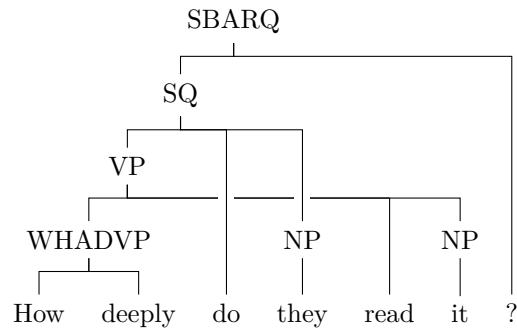 SBARQ
SQ
VP
WHADVP NP NP
How deeply do they read it ?